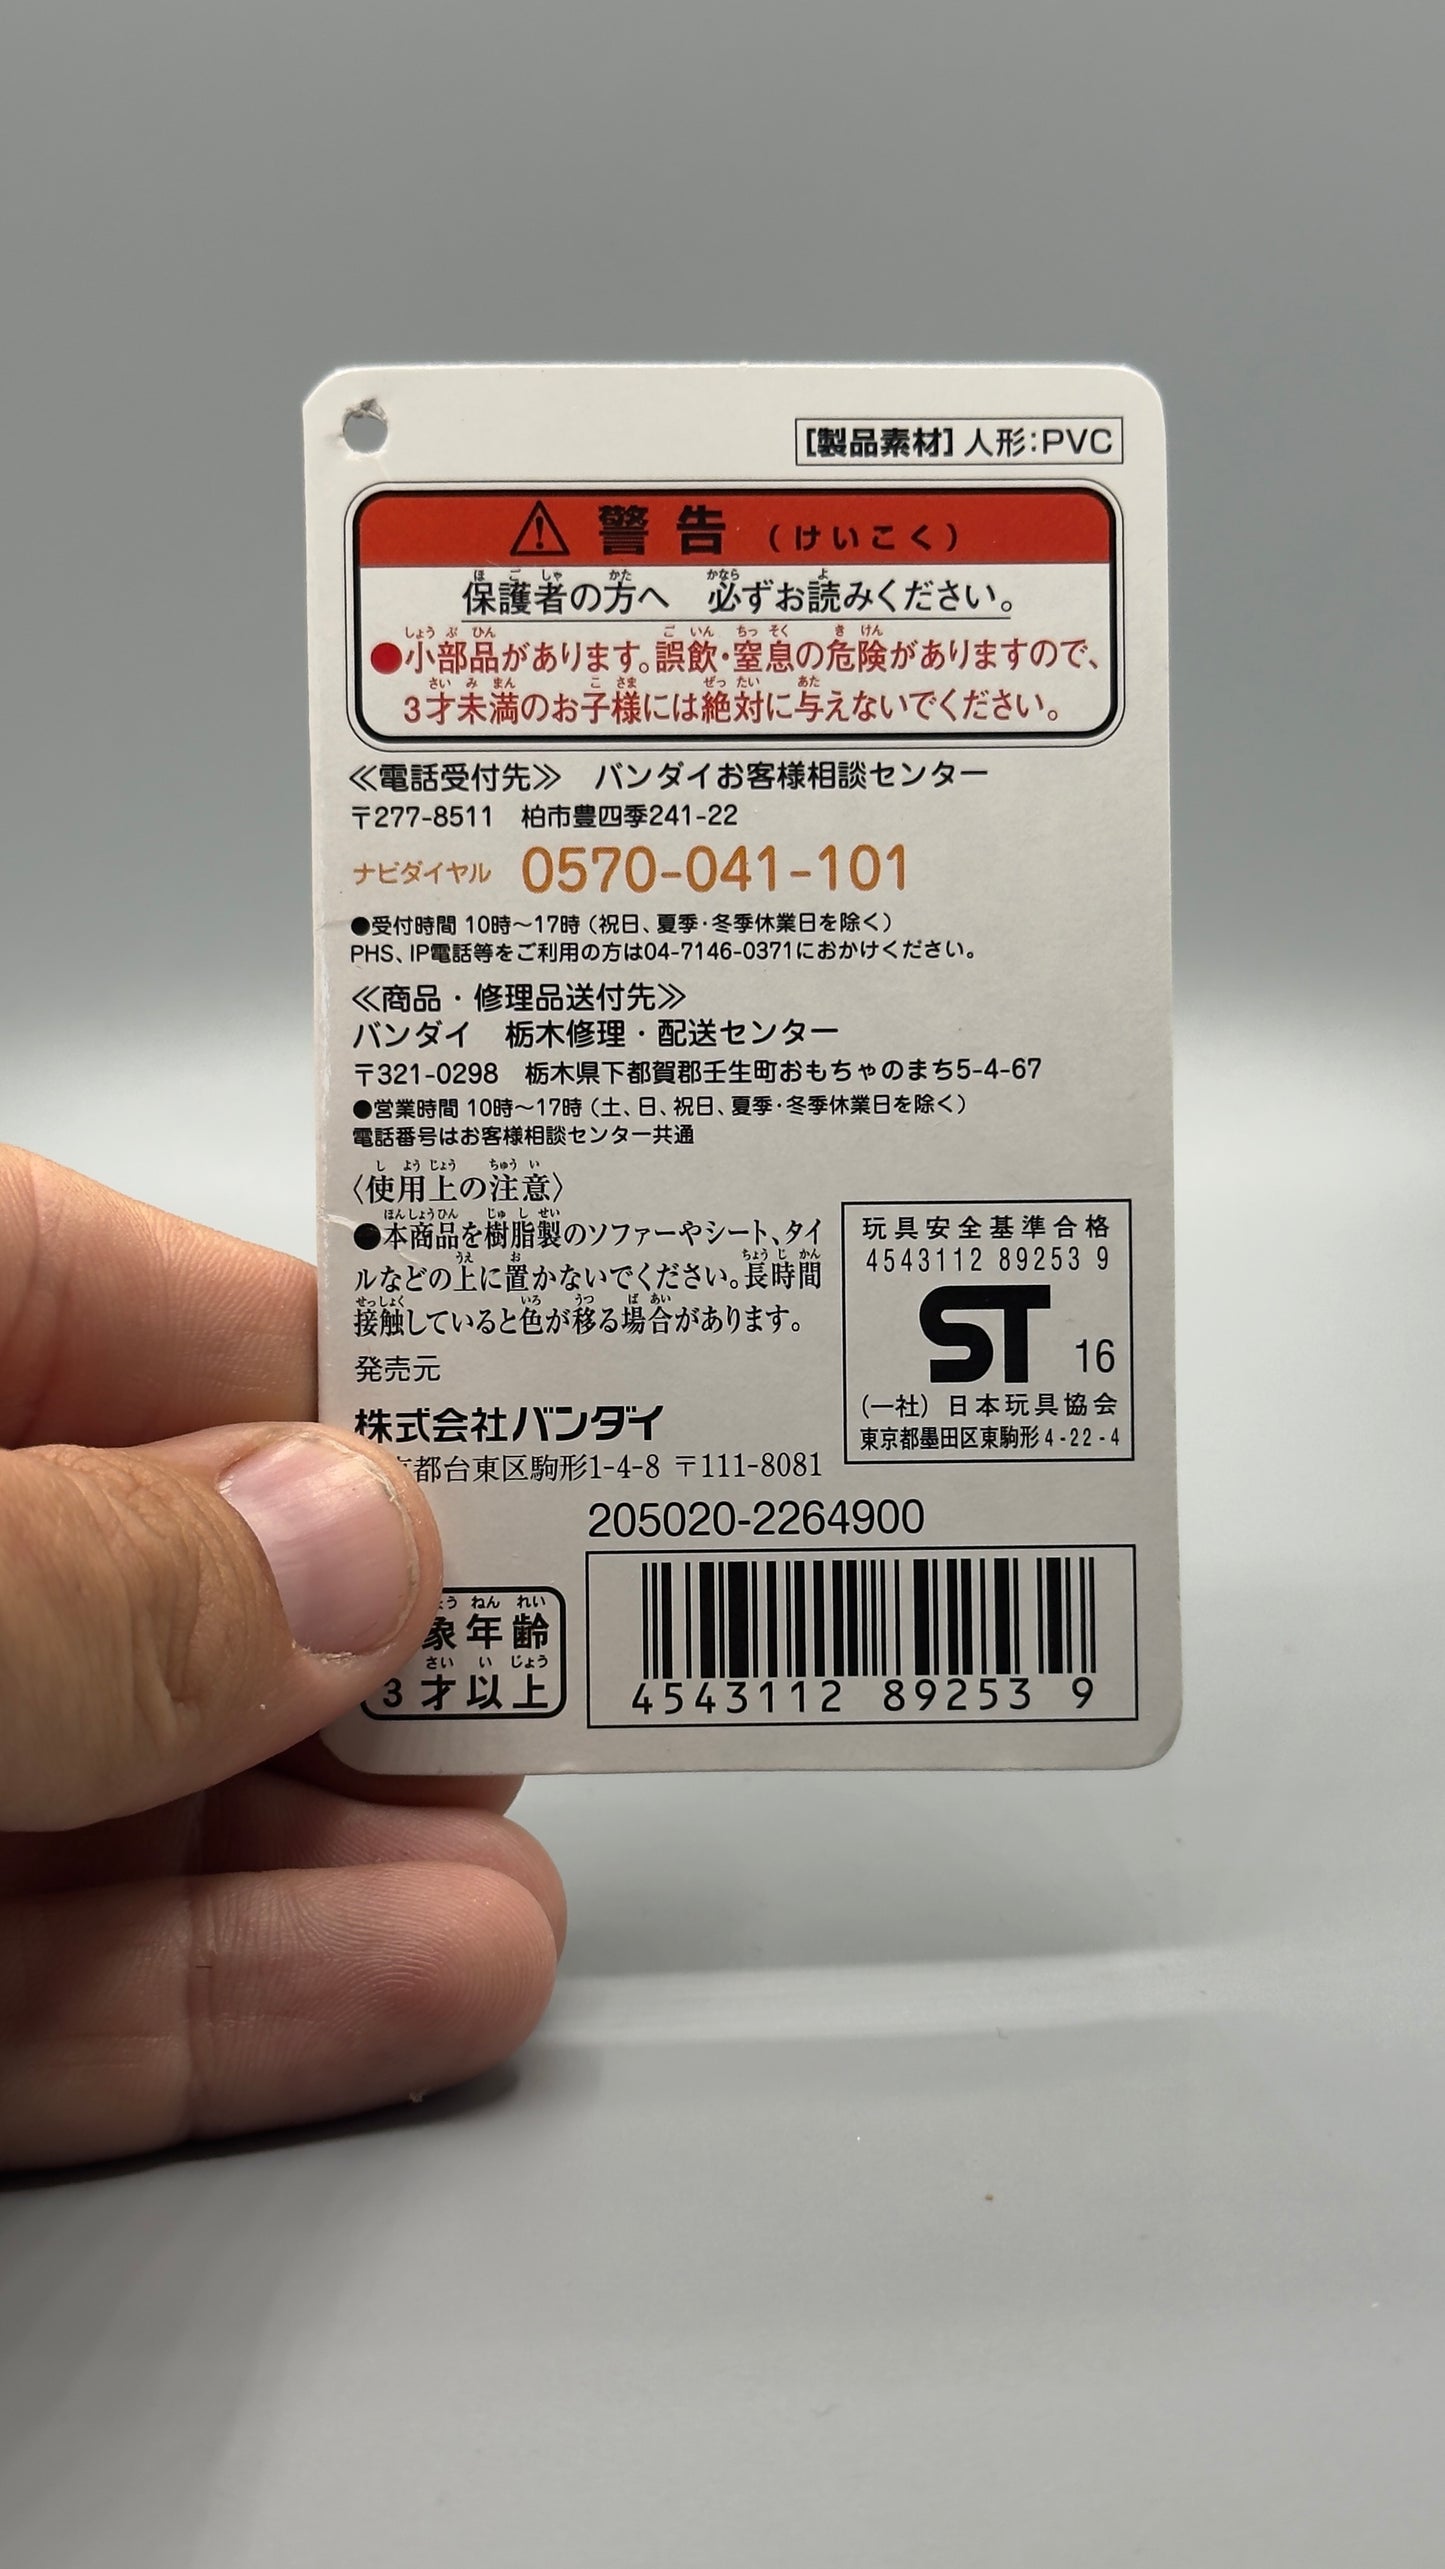 [製品素材] 人形:PVC
警告 (けいこく)
保護者の方へ 必ずお読みください。
●小部品があります。誤飲・窒息の危険がありますので、
3才未満のお子様には絶対に与えないでください。
≪電話受付先≫ バンダイお客様相談センター
〒277-8511 柏市豊四季241-22
ナビダイヤル 0570-041-101
●受付時間 10時～17時 (祝日、夏季・冬季休業日を除く)
PHS、IP電話等をご利用の方は04-7146-0371におかけください。
≪商品・修理品送付先≫
バンダイ 栃木修理・配送センター
〒321-0298 栃木県下都賀郡壬生町おもちゃのまち5-4-67
●営業時間 10時～17時 (土、日、祝日、夏季・冬季休業日を除く)
電話番号はお客様相談センター共通
〈使用上の注意〉
●本商品を樹脂製のソファーやシート、タイ
ルなどの上に置かないでください。長時間
接触していると色が移る場合があります。
発売元
株式会社バンダイ
都台東区駒形1-4-8 〒111-8081
玩具安全基準合格
4543112 89253 9
ST 16
(一社) 日本玩具協会
東京都墨田区東駒形4-22-4
205020-2264900
象年齢
3才以上
4543112 89253 9